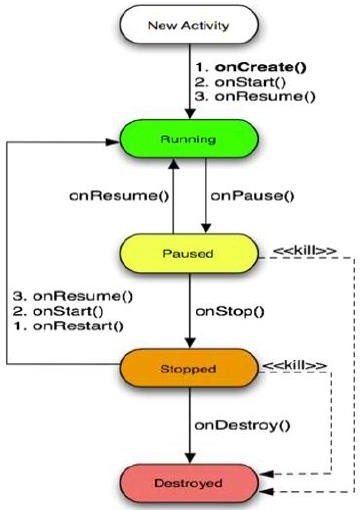 New Activity
1. onCreate()
2. onStart()
3. onResume()
Running
onResume()
onPause()
Paused
<<kill>>
3. onResume()
2. onStart()
1. onRestart()
onStop()
Stopped
<<kill>>
onDestroy()
Destroyed